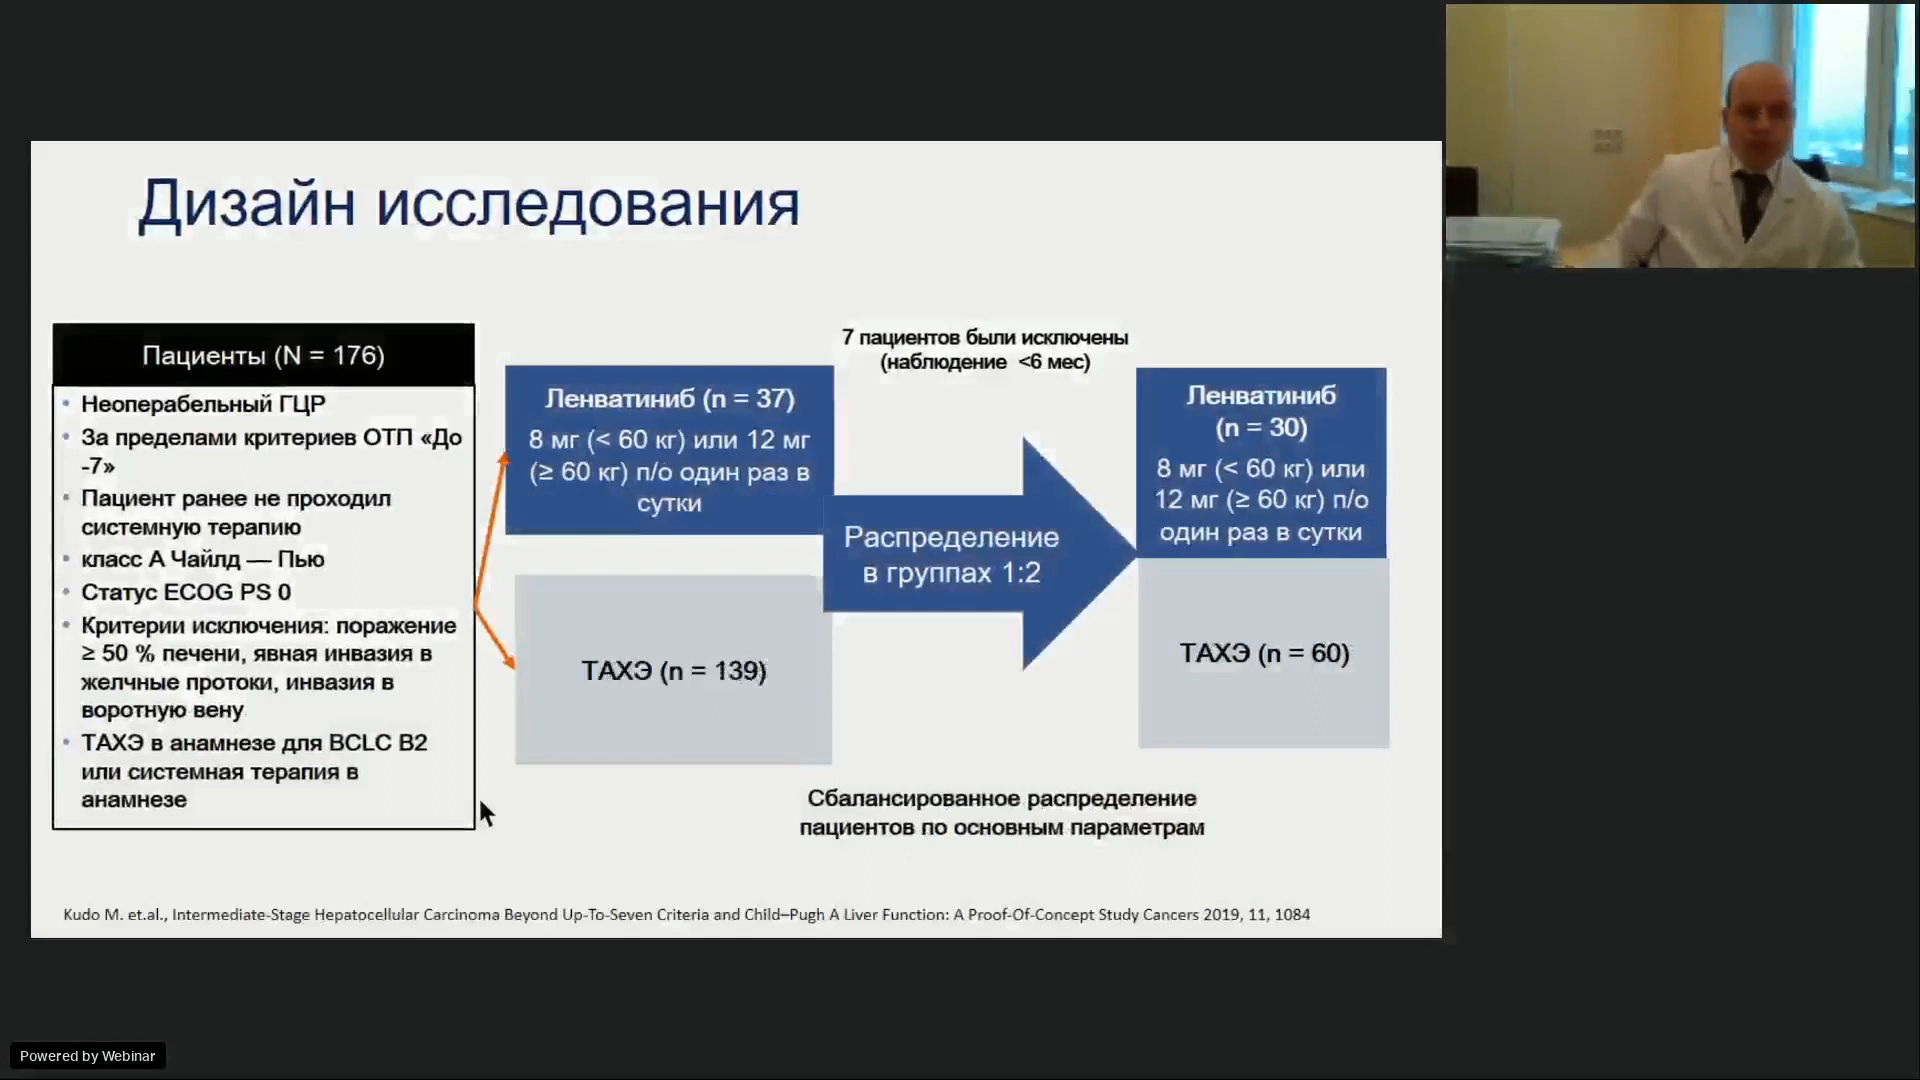 Дизайн исследования
Пациенты (N = 176)
• Неоперабельный ГЦР
• За пределами критериев ОТП «До
-7»
• Пациент ранее не проходил
системную терапию
• класс А Чайлд — Пью
• Статус ECOG PS 0
• Критерии исключения: поражение
≥ 50 % печени, явная инвазия в
желчные протоки, инвазия в
воротную вену
• ТАХЭ в анамнезе для BCLC B2
или системная терапия в
анамнезе
Ленватиниб (n = 37)
8 мг (< 60 кг) или 12 мг
(≥ 60 кг) п/о один раз в
сутки
ТАХЭ (n = 139)
7 пациентов были исключены
(наблюдение <6 мес)
Распределение
в группах 1:2
Ленватиниб
(n = 30)
8 мг (< 60 кг) или
12 мг (≥ 60 кг) п/о
один раз в сутки
ТАХЭ (n = 60)
Сбалансированное распределение
пациентов по основным параметрам
Kudo M. et.al., Intermediate-Stage Hepatocellular Carcinoma Beyond Up-To-Seven Criteria and Child–Pugh A Liver Function: A Proof-Of-Concept Study Cancers 2019, 11, 1084
Powered by Webinar